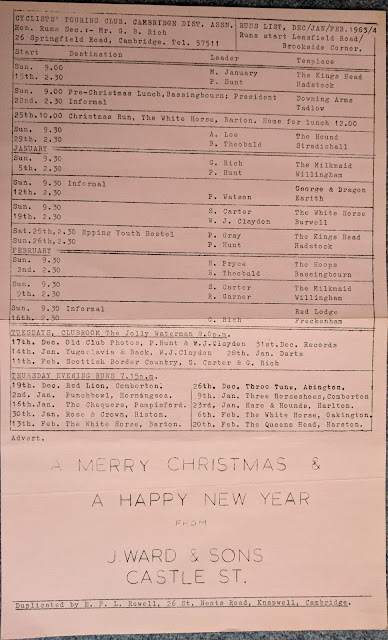 CYCLISTS' TOURING CLUB. CAMBRIDGE DIST. ASSN. RUNS LIST, DEC/JAN/FEB.1963/4
Hon. Runs Sec.:- Mr. G. B. Rich Runs start Lensfield Road/
26 Springfield Road, Cambridge. Tel. 57511 Brookside Corner.
Start Destination Leader Teaplace
Sun. 9.00 M. January The Kings Head
15th. 2.30 P. Hunt Hadstock
Sun. 9.00 Pre-Christmas Lunch, Bassingbourn; President Downing Arms
22nd. 2.30 Informal Tadlow
25th.10.00 Christmas Run, The White Horse, Barton. Home for lunch 12.00
Sun. 9.30 A. Lee The Hound
29th. 2.30 B. Theobald Stradishall
JANUARY
Sun. 9.30 G. Rich The Milkmaid
5th. 2.30 P. Hunt Willingham
Sun. 9.30 Informal George & Dragon
12th. 2.30 P. Watson Earith
Sun. 9.30 S. Carter The White Horse
19th. 2.30 W. J. Claydon Burwell
Sat.25th,2.30 Epping Youth Hostel P. Gray The Kings Head
Sun.26th,2.30 P. Hunt Hadstock
FEBRUARY
Sun. 9.30 H. Pryce The Hoops
2nd. 2.30 B. Theobald Bassingbourn
Sun. 9.30 S. Carter The Milkmaid
9th. 2.30 R. Garner Willingham
Sun. 9.30 Informal Red Lodge
16th. 2.30 G. Rich Freckenham
TUESDAYS, CLUBROOM The Jolly Waterman 8.0p.m.
17th. Dec. Old Club Photos, P.Hunt & W.J.Claydon 31st.Dec. Records
14th. Jan. Yugoslavia & Back, W.J.Claydon 28th. Jan. Darts
11th. Feb. Scottish Border Country, S. Carter & G. Rich
THURSDAY EVENING RUNS 7.15p.m.
19th. Dec. Red Lion, Comberton. 26th. Dec. Three Tuns, Abington.
2nd. Jan. Punchbowl, Horningsea. 9th. Jan. Three Horseshoes,Comberton
16th.Jan. The Chequers, Pampisford. 23rd. Jan. Hare & Hounds, Harlton.
30th. Jan. Rose & Crown, Histon. 6th. Feb. The White Horse, Oakington.
13th. Feb. The White Horse, Barton. 20th. Feb. The Queens Head, Harston.
Advert.
A MERRY CHRISTMAS &
A HAPPY NEW YEAR
FROM
J. WARD & SONS
CASTLE ST.
Duplicated by E. P. L. Rowell, 26 St. Neots Road, Knapwell, Cambridge.